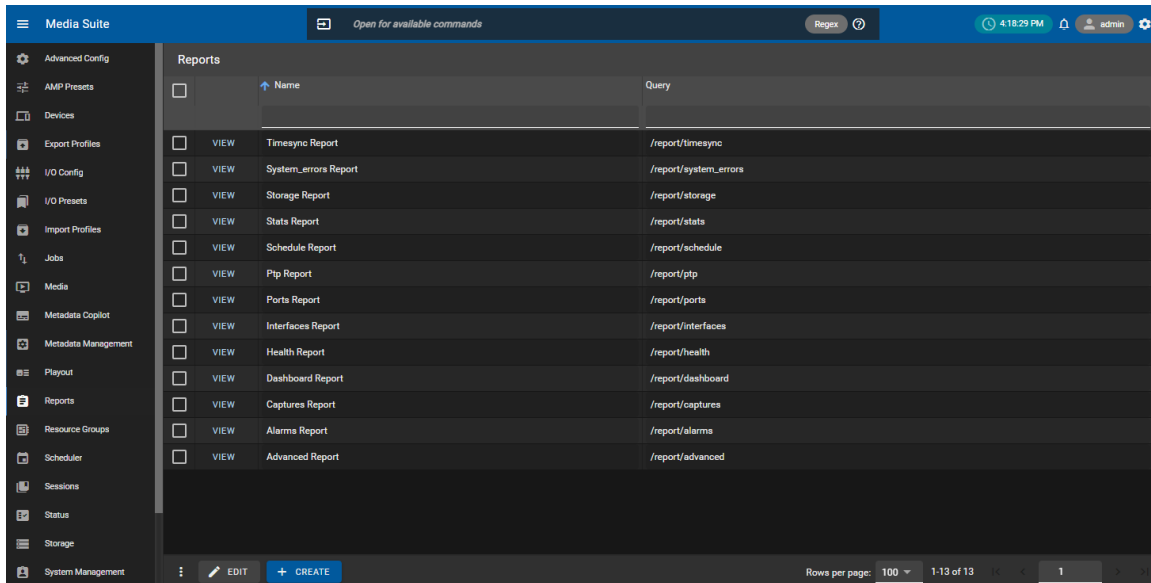 Media Suite
Open for available commands
Regex
4:18:29 PM
admin
Advanced Config
AMP Presets
Devices
Export Profiles
I/O Config
I/O Presets
Import Profiles
Jobs
Media
Metadata Copilot
Metadata Management
Playout
Reports
Resource Groups
Scheduler
Sessions
Status
Storage
System Management
Reports
Name Query
VIEW Timesync Report /report/timesync
VIEW System_errors Report /report/system_errors
VIEW Storage Report /report/storage
VIEW Stats Report /report/stats
VIEW Schedule Report /report/schedule
VIEW Ptp Report /report/ptp
VIEW Ports Report /report/ports
VIEW Interfaces Report /report/interfaces
VIEW Health Report /report/health
VIEW Dashboard Report /report/dashboard
VIEW Captures Report /report/captures
VIEW Alarms Report /report/alarms
VIEW Advanced Report /report/advanced
EDIT + CREATE Rows per page: 100 1-13 of 13 1